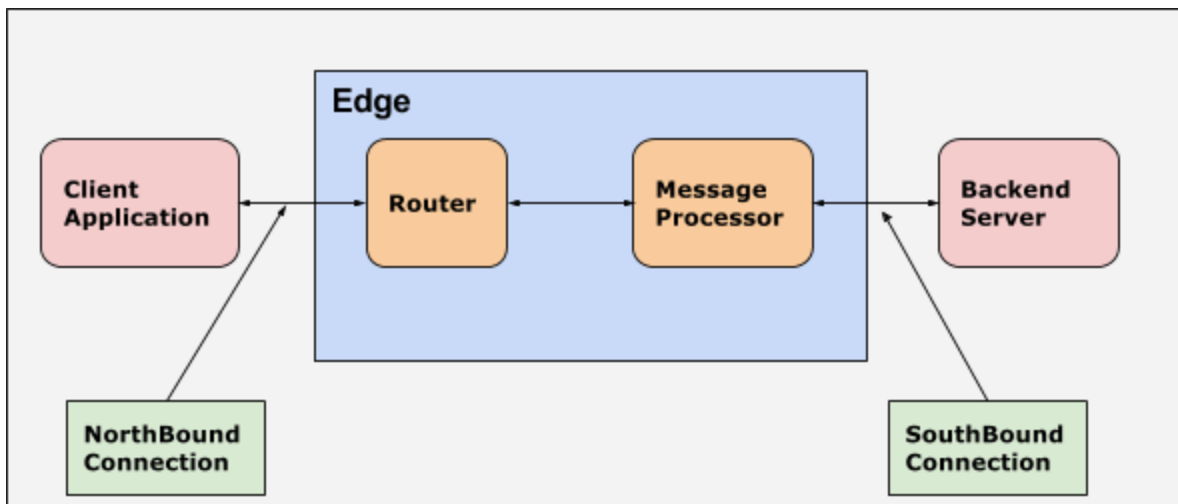 Edge
Client
Application
Router
Message
Processor
Backend
Server
NorthBound
Connection
SouthBound
Connection